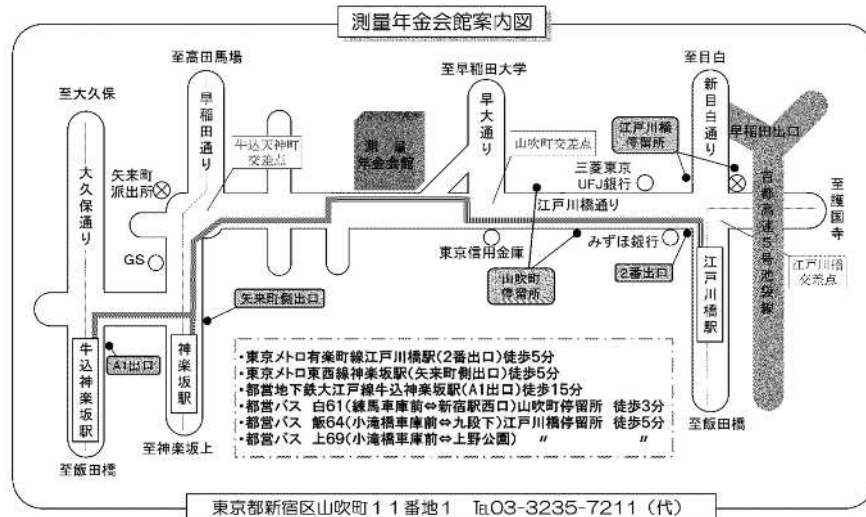 測量年金会館案内図
至高田馬場
至早稲田大学
至目白
至大久保
早稲田通り
早大通り
新目白通り
大久保通り
牛込天神町
交差点
測量
年金会館
山吹町交差点
江戸川橋
停留所
早稲田出口
矢来町
派出所
三菱東京
UFJ銀行
首都高速5号池袋線
至護国寺
江戸川橋通り
GS
東京信用金庫
みずほ銀行
江戸川橋
交差点
山吹町
停留所
2番出口
江戸川橋駅
矢来町側出口
牛込神楽坂駅
A1出口
神楽坂駅
・東京メトロ有楽町線江戸川橋駅(2番出口)徒歩5分
・東京メトロ東西線神楽坂駅(矢来町側出口)徒歩5分
・都営地下鉄大江戸線牛込神楽坂駅(A1出口)徒歩15分
・都営バス 白61(練馬車庫前⇔新宿駅西口)山吹町停留所 徒歩3分
・都営バス 飯64(小滝橋車庫前⇔九段下)江戸川橋停留所 徒歩5分
・都営バス 上69(小滝橋車庫前⇔上野公園) 〃 〃
至飯田橋
至神楽坂上
至飯田橋
東京都新宿区山吹町11番地1 TEL03-3235-7211(代)